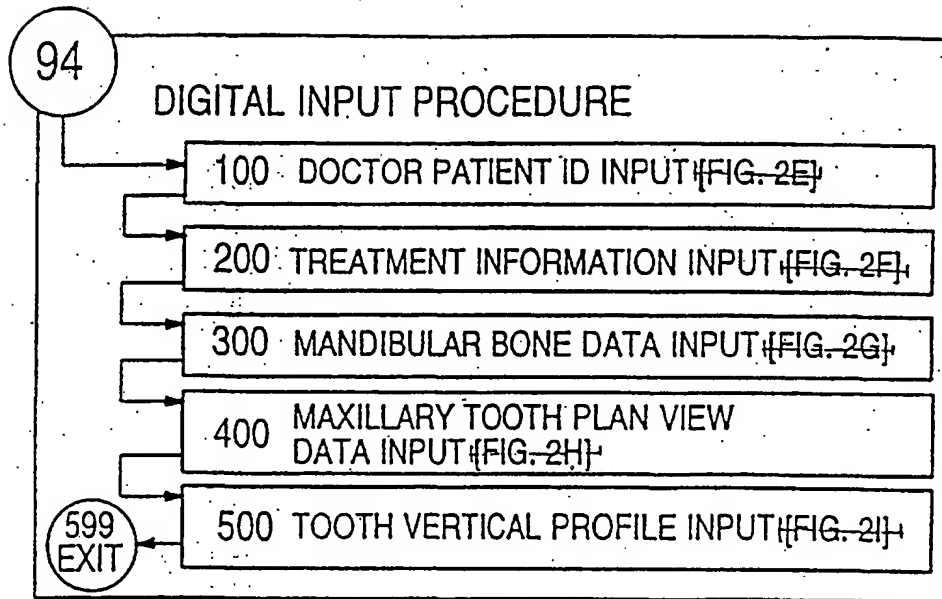 94
DIGITAL INPUT PROCEDURE
100 DOCTOR PATIENT ID INPUT [FIG. 2E]
200 TREATMENT INFORMATION INPUT [FIG. 2F]
300 MANDIBULAR BONE DATA INPUT [FIG. 2G]
400 MAXILLARY TOOTH PLAN VIEW
DATA INPUT [FIG. 2H]
500 TOOTH VERTICAL PROFILE INPUT [FIG. 2I]
599
EXIT